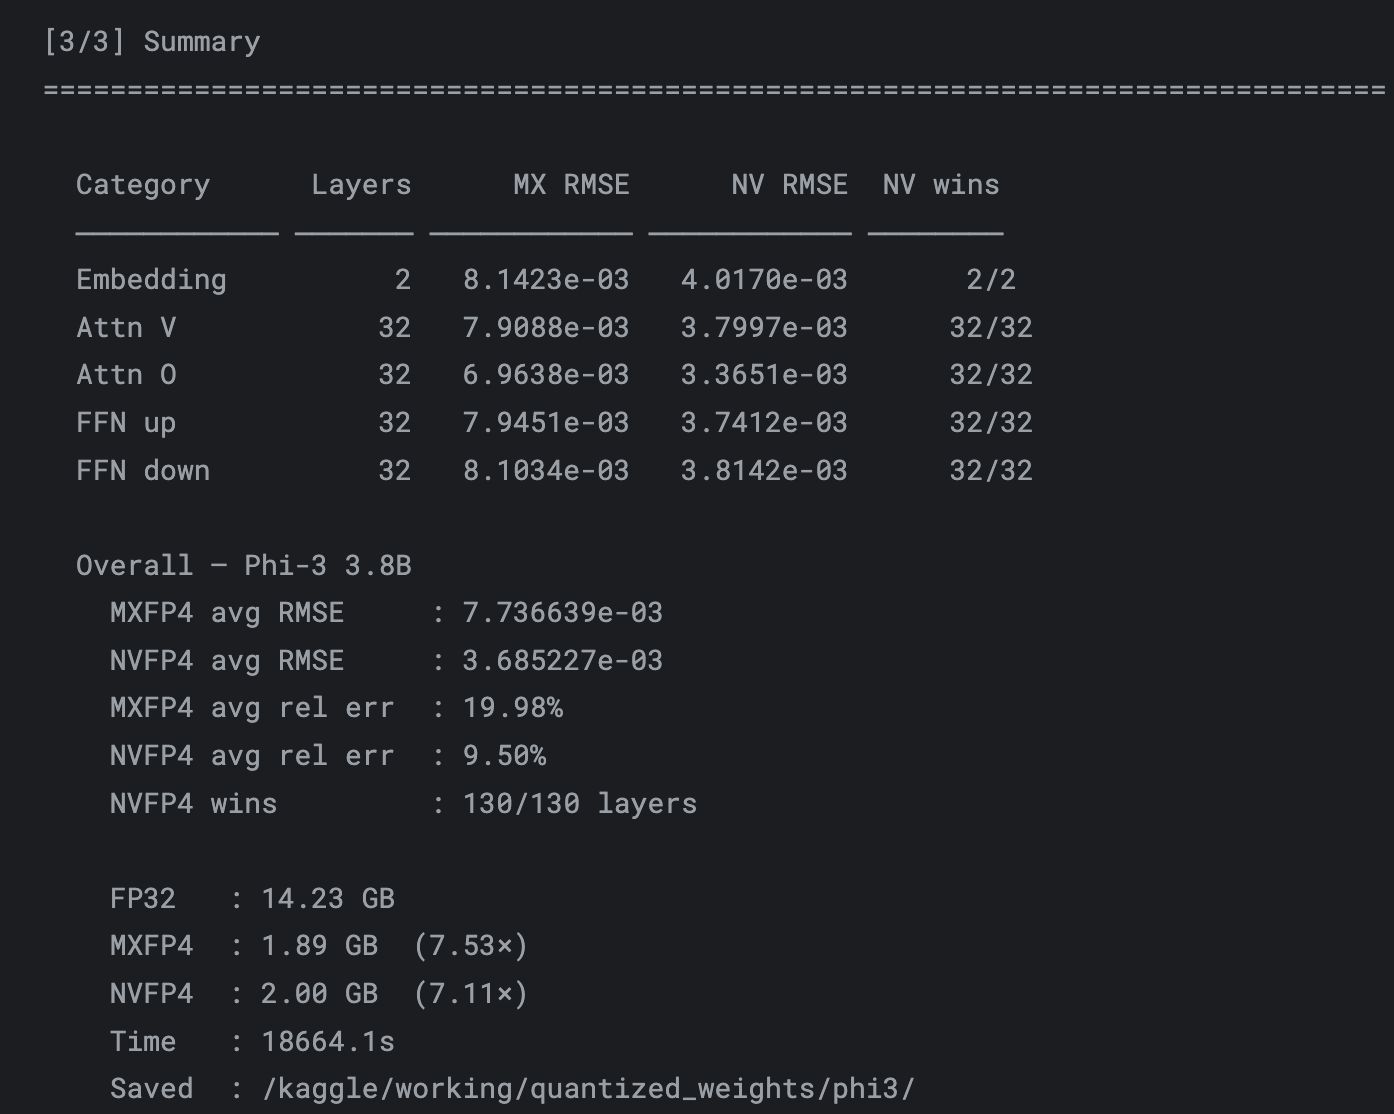 [3/3] Summary
================================================================================
Category Layers MX RMSE NV RMSE NV wins
Embedding 2 8.1423e-03 4.0170e-03 2/2
Attn V 32 7.9088e-03 3.7997e-03 32/32
Attn O 32 6.9638e-03 3.3651e-03 32/32
FFN up 32 7.9451e-03 3.7412e-03 32/32
FFN down 32 8.1034e-03 3.8142e-03 32/32
Overall — Phi-3 3.8B
MXFP4 avg RMSE : 7.736639e-03
NVFP4 avg RMSE : 3.685227e-03
MXFP4 avg rel err : 19.98%
NVFP4 avg rel err : 9.50%
NVFP4 wins : 130/130 layers
FP32 : 14.23 GB
MXFP4 : 1.89 GB (7.53×)
NVFP4 : 2.00 GB (7.11×)
Time : 18664.1s
Saved : /kaggle/working/quantized_weights/phi3/